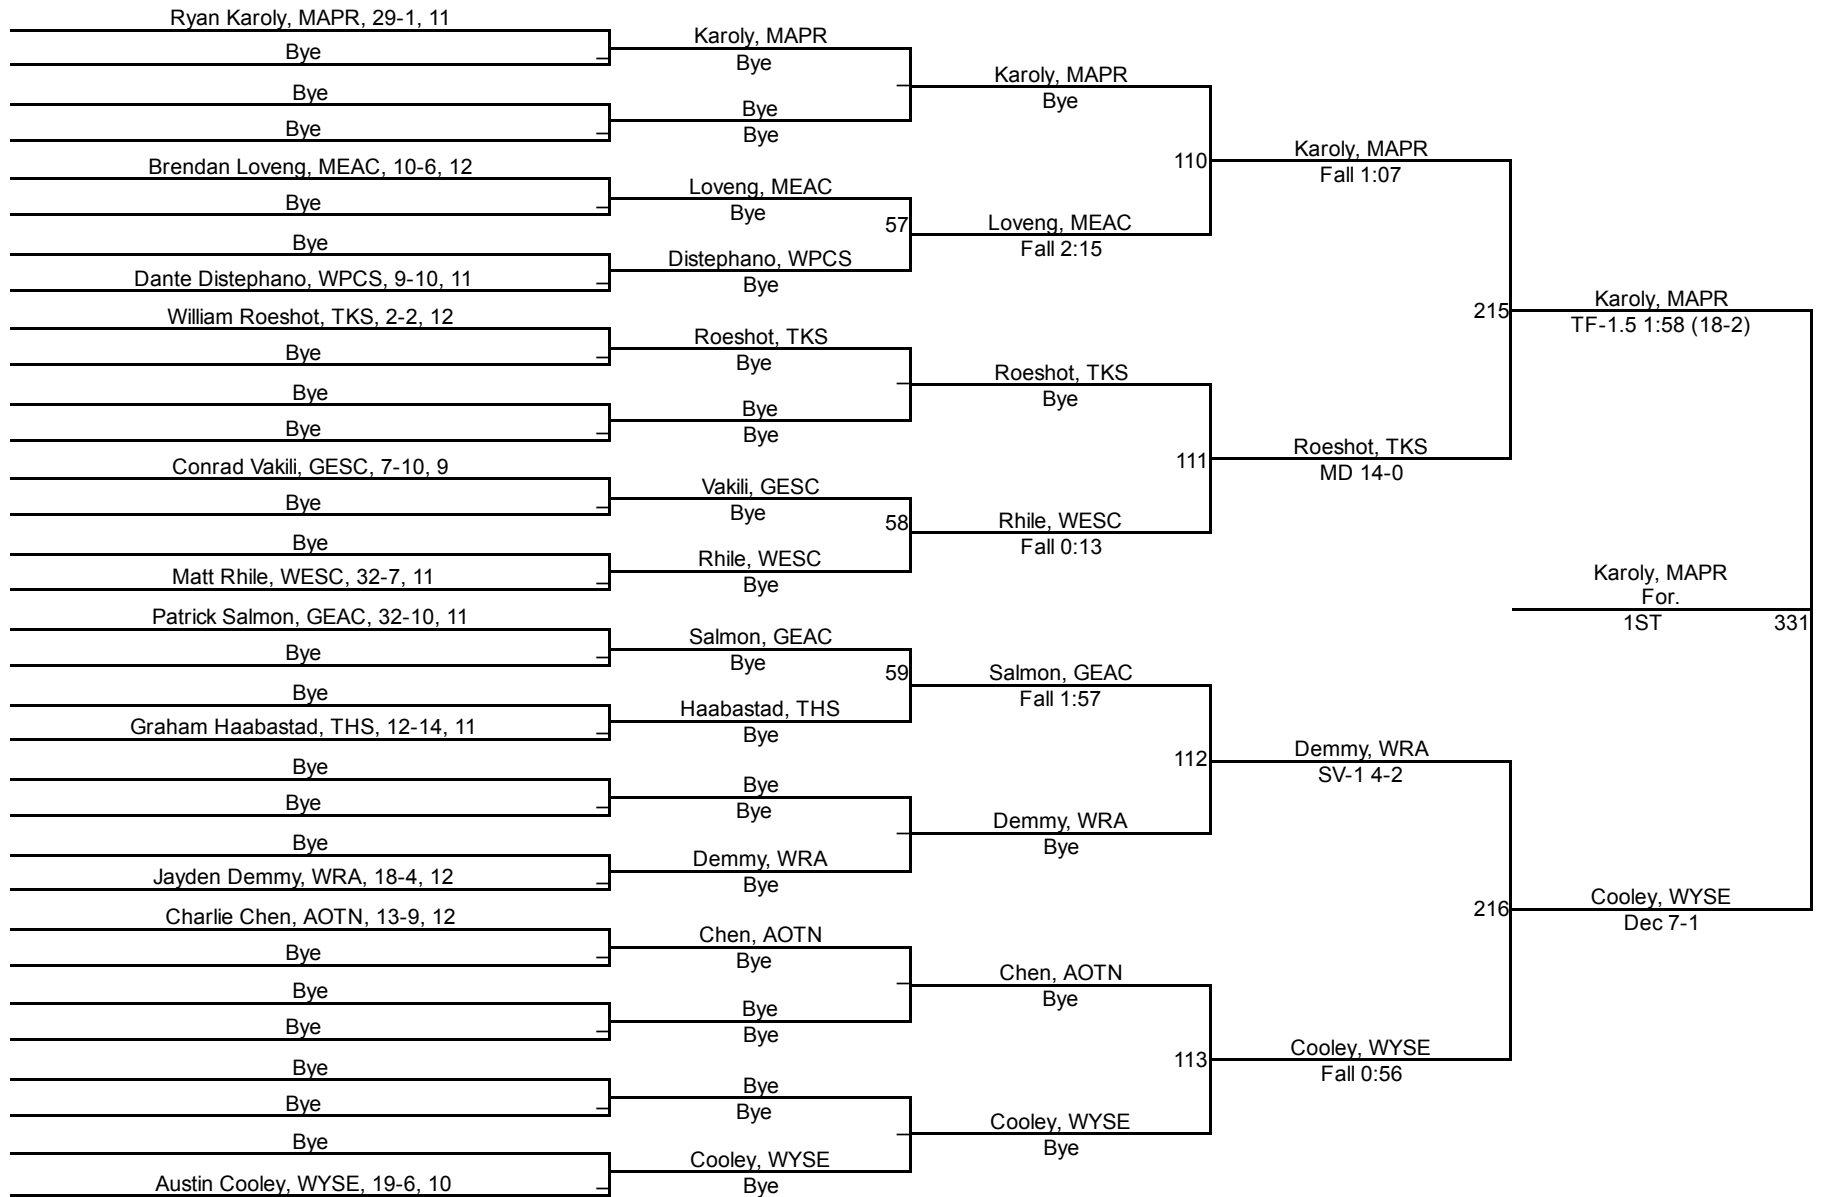 Ryan Karoly, MAPR, 29-1, 11
Bye
Bye
Bye
Brendan Loveng, MEAC, 10-6, 12
Bye
Bye
Dante Distephano, WPCS, 9-10, 11
William Roeshot, TKS, 2-2, 12
Bye
Bye
Bye
Conrad Vakili, GESC, 7-10, 9
Bye
Bye
Matt Rhile, WESC, 32-7, 11
Patrick Salmon, GEAC, 32-10, 11
Bye
Bye
Graham Haabastad, THS, 12-14, 11
Bye
Bye
Bye
Jayden Demmy, WRA, 18-4, 12
Charlie Chen, AOTN, 13-9, 12
Bye
Bye
Bye
Bye
Bye
Bye
Austin Cooley, WYSE, 19-6, 10
Karoly, MAPR
Bye
Bye
Bye
Loveng, MEAC
Bye
57
Distephano, WPCS
Bye
Roeshot, TKS
Bye
Bye
Bye
Vakili, GESC
Bye
58
Rhile, WESC
Bye
Salmon, GEAC
Bye
59
Haabastad, THS
Bye
Bye
Bye
Demmy, WRA
Bye
Chen, AOTN
Bye
Bye
Bye
Bye
Bye
Cooley, WYSE
Bye
Karoly, MAPR
Bye
110
Loveng, MEAC
Fall 2:15
Roeshot, TKS
Bye
111
Rhile, WESC
Fall 0:13
Salmon, GEAC
Fall 1:57
112
Demmy, WRA
Bye
Chen, AOTN
Bye
113
Cooley, WYSE
Bye
Karoly, MAPR
Fall 1:07
215
Roeshot, TKS
MD 14-0
Demmy, WRA
SV-1 4-2
216
Cooley, WYSE
Fall 0:56
Karoly, MAPR
TF-1.5 1:58 (18-2)
Karoly, MAPR
For.
1ST 331
Cooley, WYSE
Dec 7-1